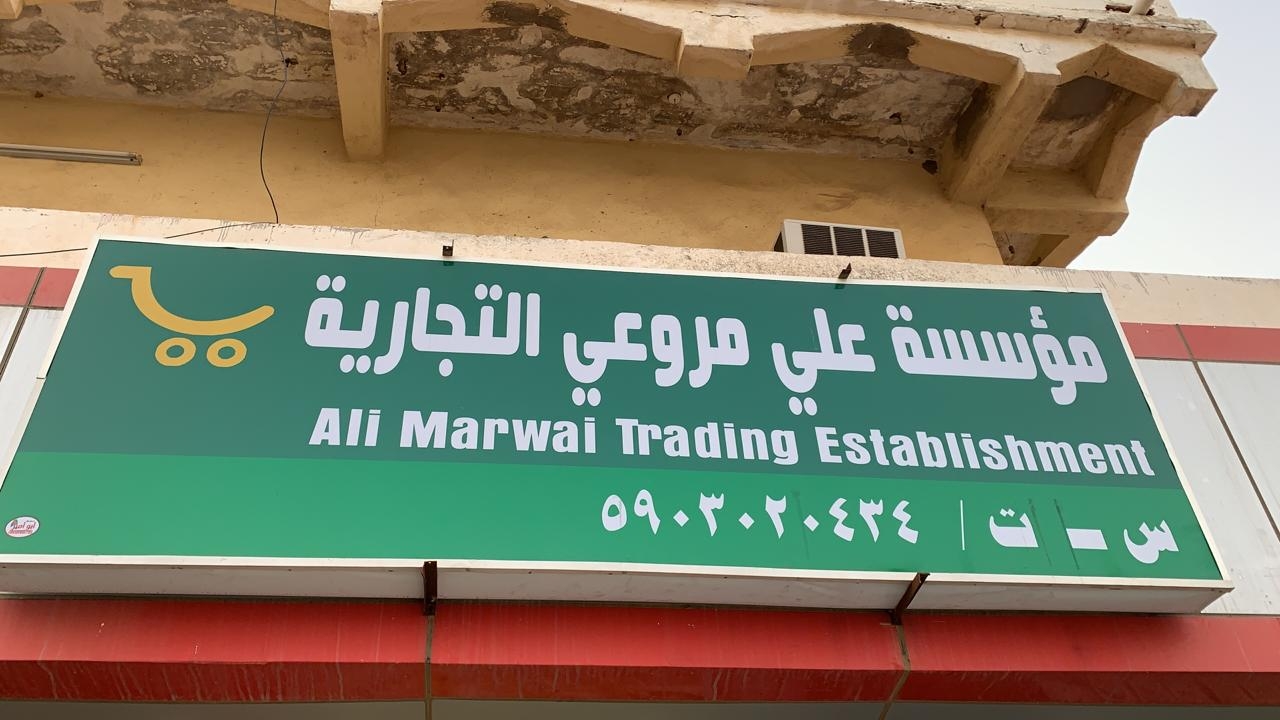 مؤسسة علي مروعي التجارية
Ali Marwai Trading Establishment
س - ت / ٥٩٠٣٠٢٠٤٣٤